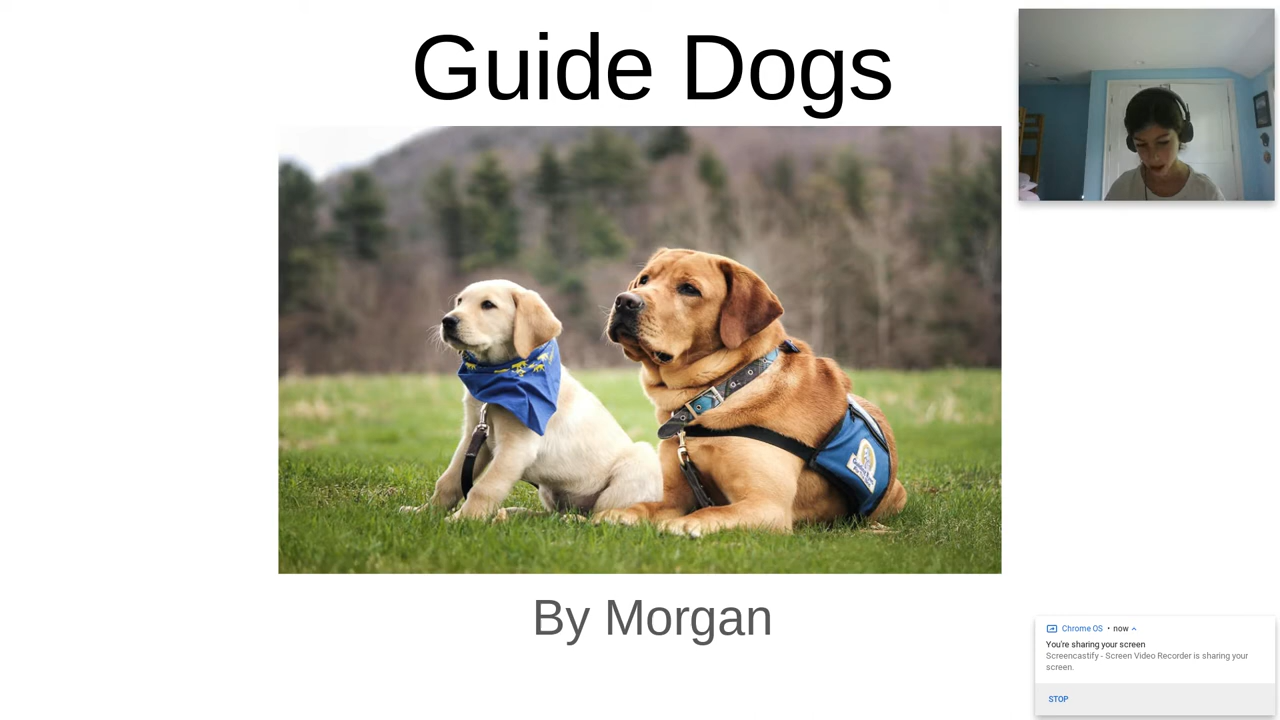 Guide Dogs
By Morgan
Chrome OS • now
You're sharing your screen
Screencastify - Screen Video Recorder is sharing your
screen.
STOP